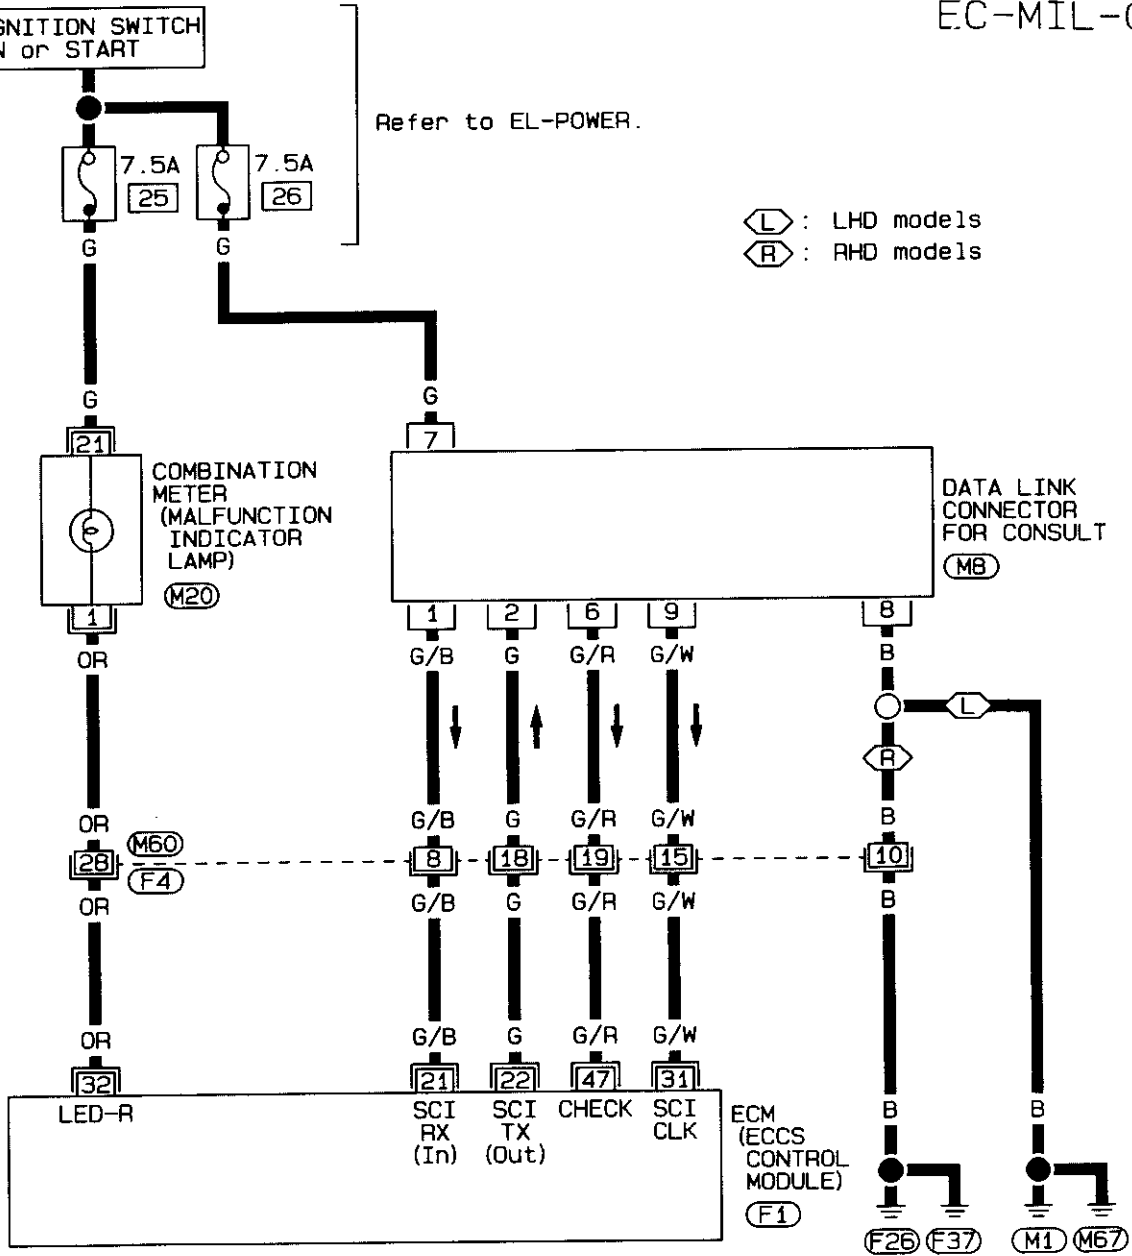 EC-MIL-
GNITION SWITCH
N or START
Refer to EL-POWER.
7.5A
25
7.5A
26
L : LHD models
R : RHD models
G
G
G
G
21
7
COMBINATION
METER
(MALFUNCTION
INDICATOR
LAMP)
M20
DATA LINK
CONNECTOR
FOR CONSULT
M8
1
1
2
6
9
8
OR
G/B
G
G/R
G/W
B
L
R
OR
G/B
G
G/R
G/W
B
M60
28
8
18
19
15
10
F4
OR
G/B
G
G/R
G/W
B
OR
G/B
G
G/R
G/W
32
21
22
47
31
LED-R
SCI
RX
(In)
SCI
TX
(Out)
CHECK
SCI
CLK
ECM
(ECCS
CONTROL
MODULE)
F1
B
B
F26
F37
M1
M67